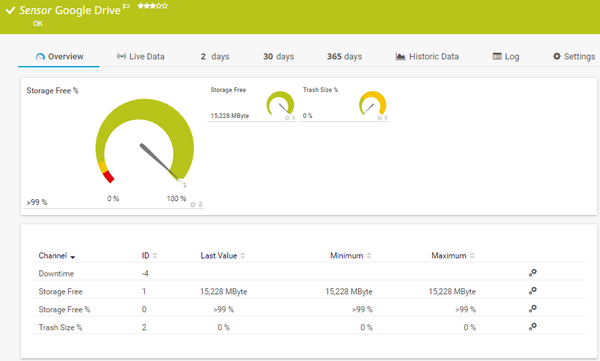 Sensor Google Drive
OK
Overview Live Data 2 days 30 days 365 days Historic Data Log Settings
Storage Free % Storage Free Trash Size %
15,228 MByte 0 %
>99 % 0 % 100 %
Channel ID Last Value Minimum Maximum
Downtime -4
Storage Free 1 15,228 MByte 15,228 MByte 15,228 MByte
Storage Free % 0 >99 % >99 % >99 %
Trash Size % 2 0 % 0 % 0 %